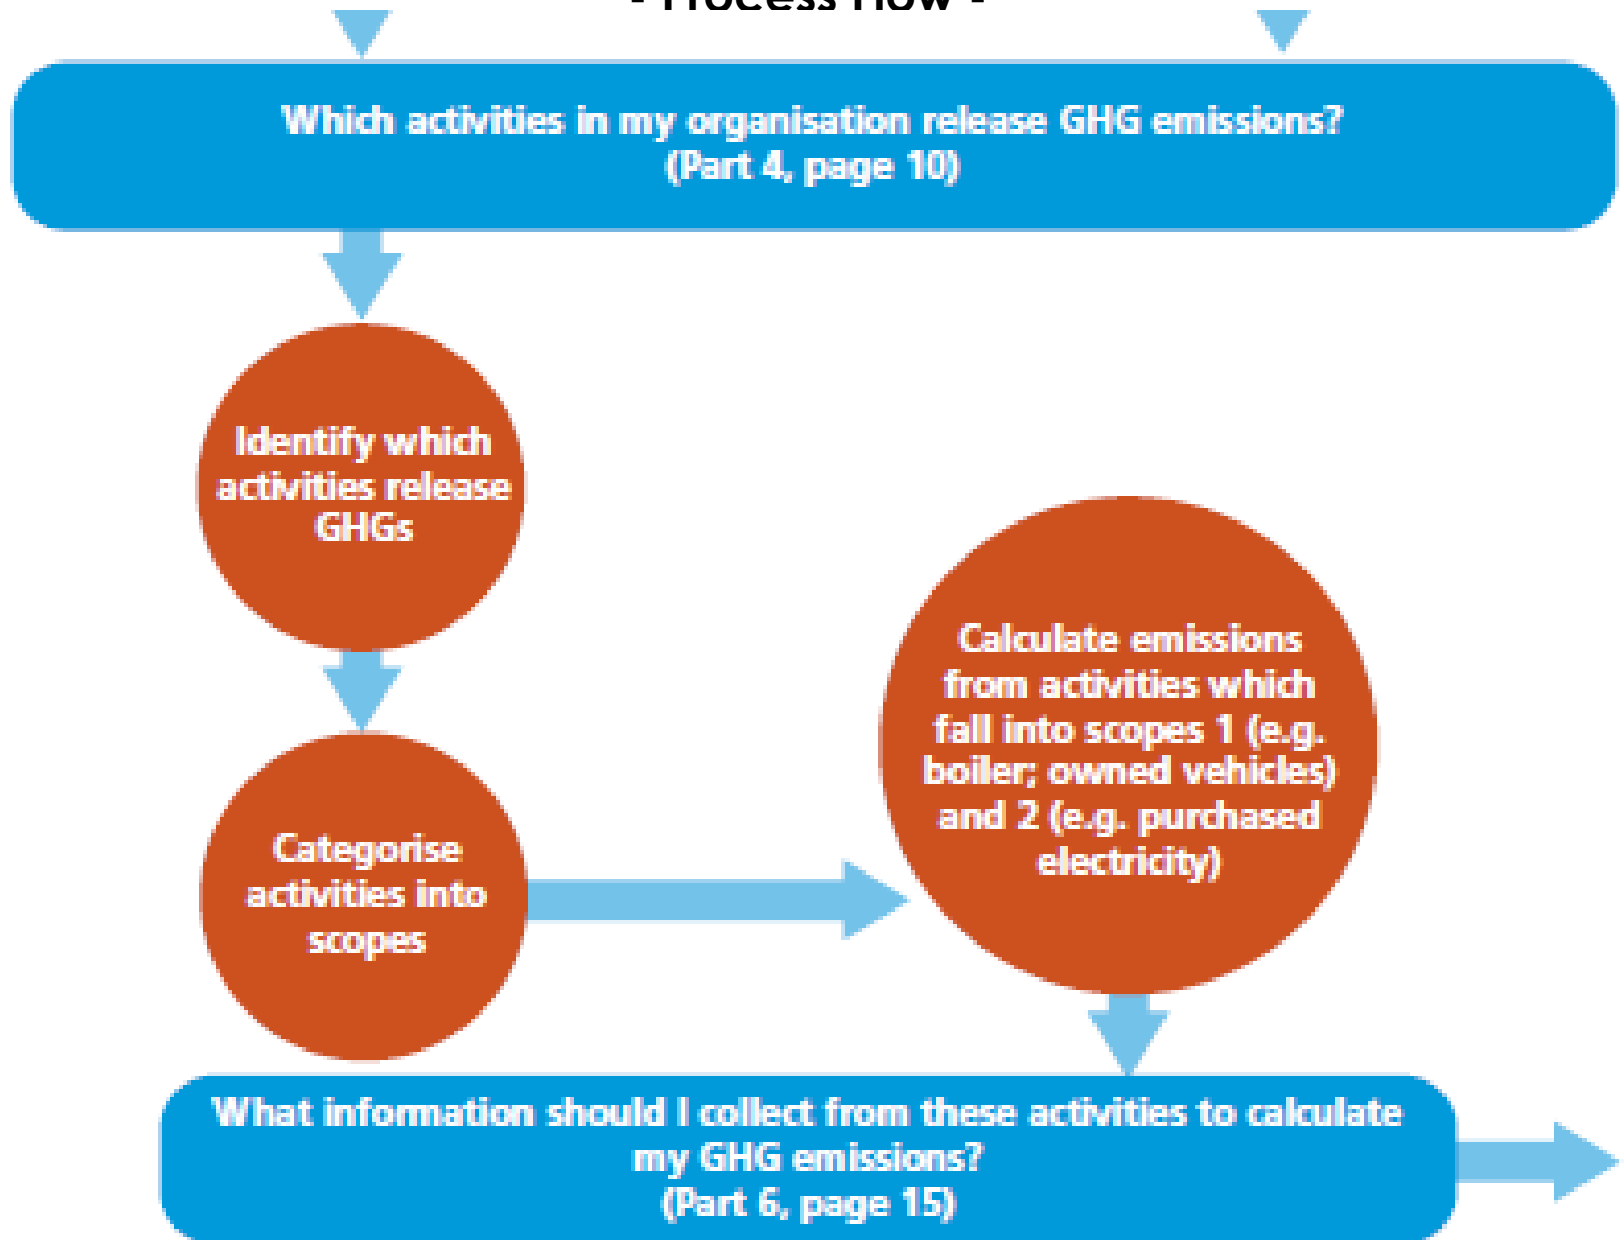 - Process Flow -
Which activities in my organisation release GHG emissions?
(Part 4, page 10)
Identify which
activities release
GHGs
Calculate emissions
from activities which
fall into scopes 1 (e.g.
boiler; owned vehicles)
and 2 (e.g. purchased
electricity)
Categorise
activities into
scopes
What information should I collect from these activities to calculate
my GHG emissions?
(Part 6, page 15)